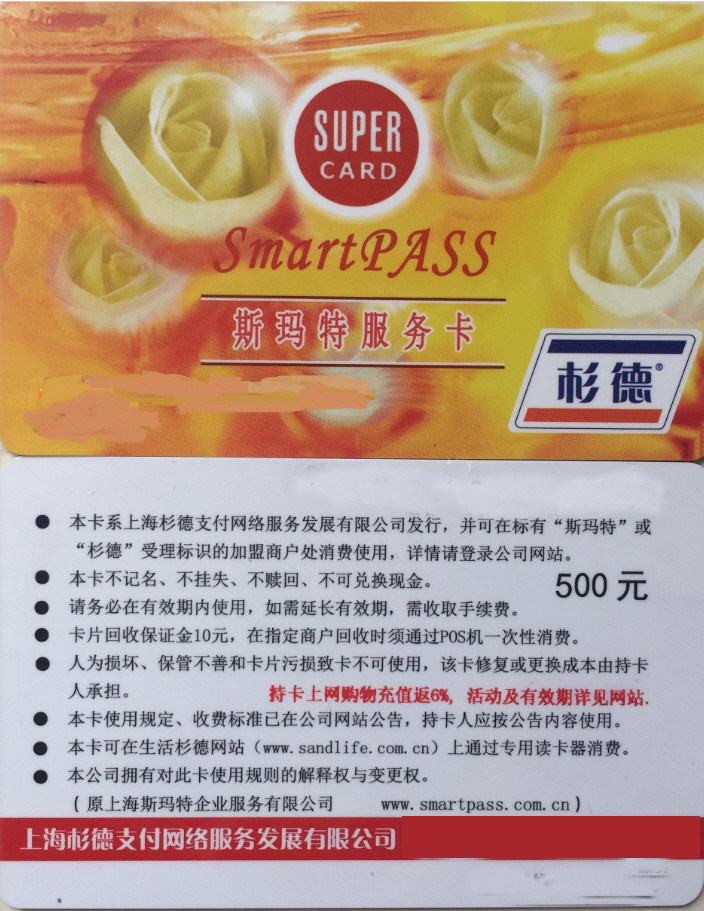 SUPER
CARD
SmartPASS
斯玛特服务卡
杉德®
● 本卡系上海杉德支付网络服务发展有限公司发行，并可在标有“斯玛特”或
“杉德”受理标识的加盟商户处消费使用，详情请登录公司网站。
● 本卡不记名、不挂失、不赎回、不可兑换现金。
500 元
● 请务必在有效期内使用，如需延长有效期，需收取手续费。
● 卡片回收保证金10元，在指定商户回收时须通过POS机一次性消费。
● 人为损坏、保管不善和卡片污损致卡不可使用，该卡修复或更换成本由持卡
人承担。
持卡上网购物充值返6%，活动及有效期详见网站.
● 本卡使用规定、收费标准已在公司网站公告，持卡人应按公告内容使用。
● 本卡可在生活杉德网站（www.sandlife.com.cn）上通过专用读卡器消费。
● 本公司拥有对此卡使用规则的解释权与变更权。
(原上海斯玛特企业服务有限公司 www.smartpass.com.cn)
上海杉德支付网络服务发展有限公司